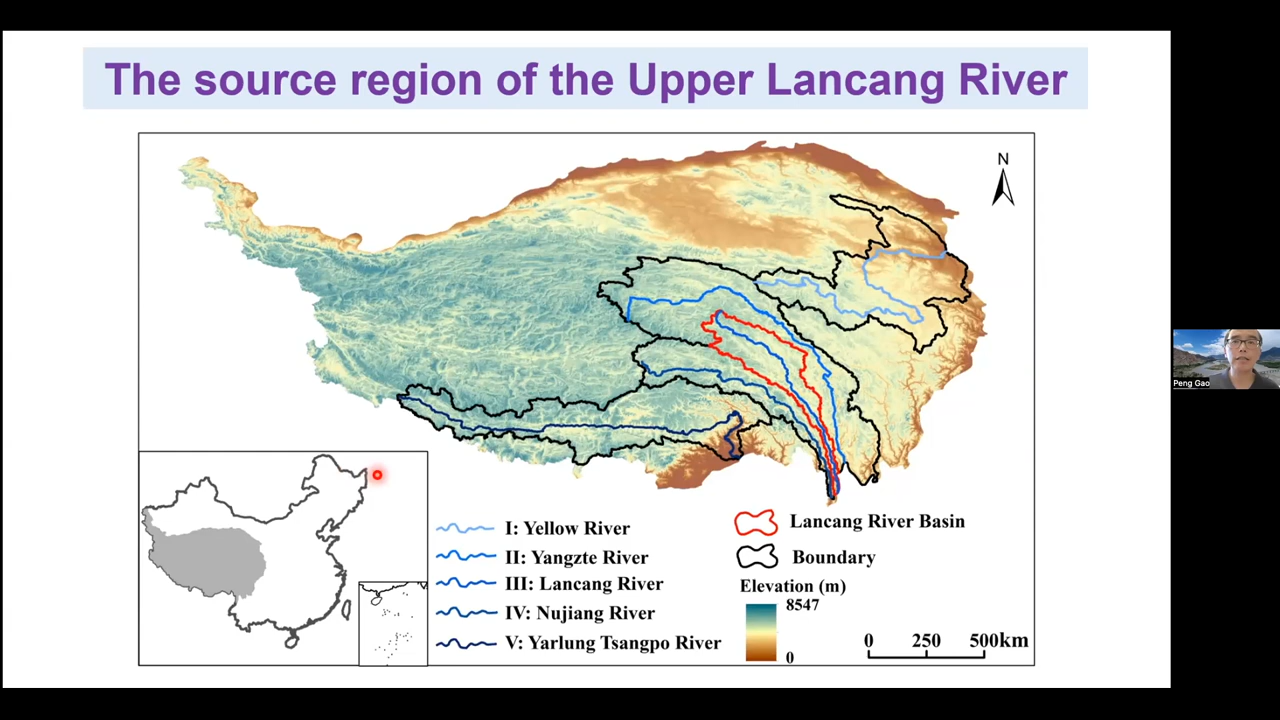 The source region of the Upper Lancang River
N
I: Yellow River
II: Yangzte River
III: Lancang River
IV: Nujiang River
V: Yarlung Tsangpo River
Lancang River Basin
Boundary
Elevation (m)
8547
0
0 250 500km
Peng Gao